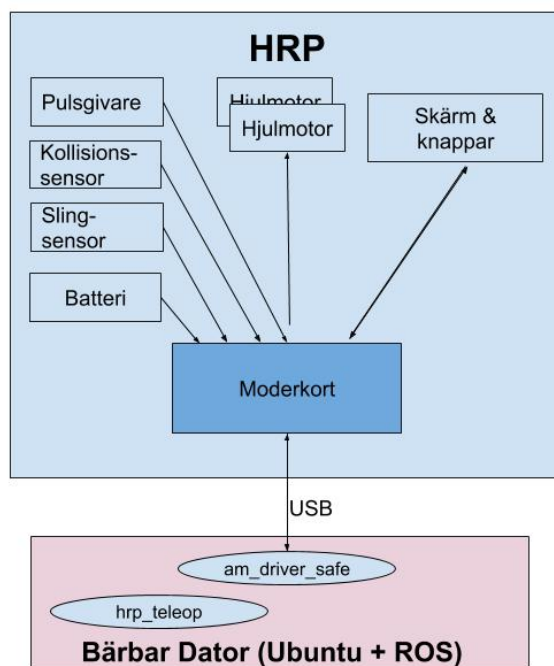 HRP
Pulsgivare
Hjulmotor
Hjulmotor
Skärm &
knappar
Kollisions-
sensor
Sling-
sensor
Batteri
Moderkort
USB
am_driver_safe
hrp_teleop
Bärbar Dator (Ubuntu + ROS)